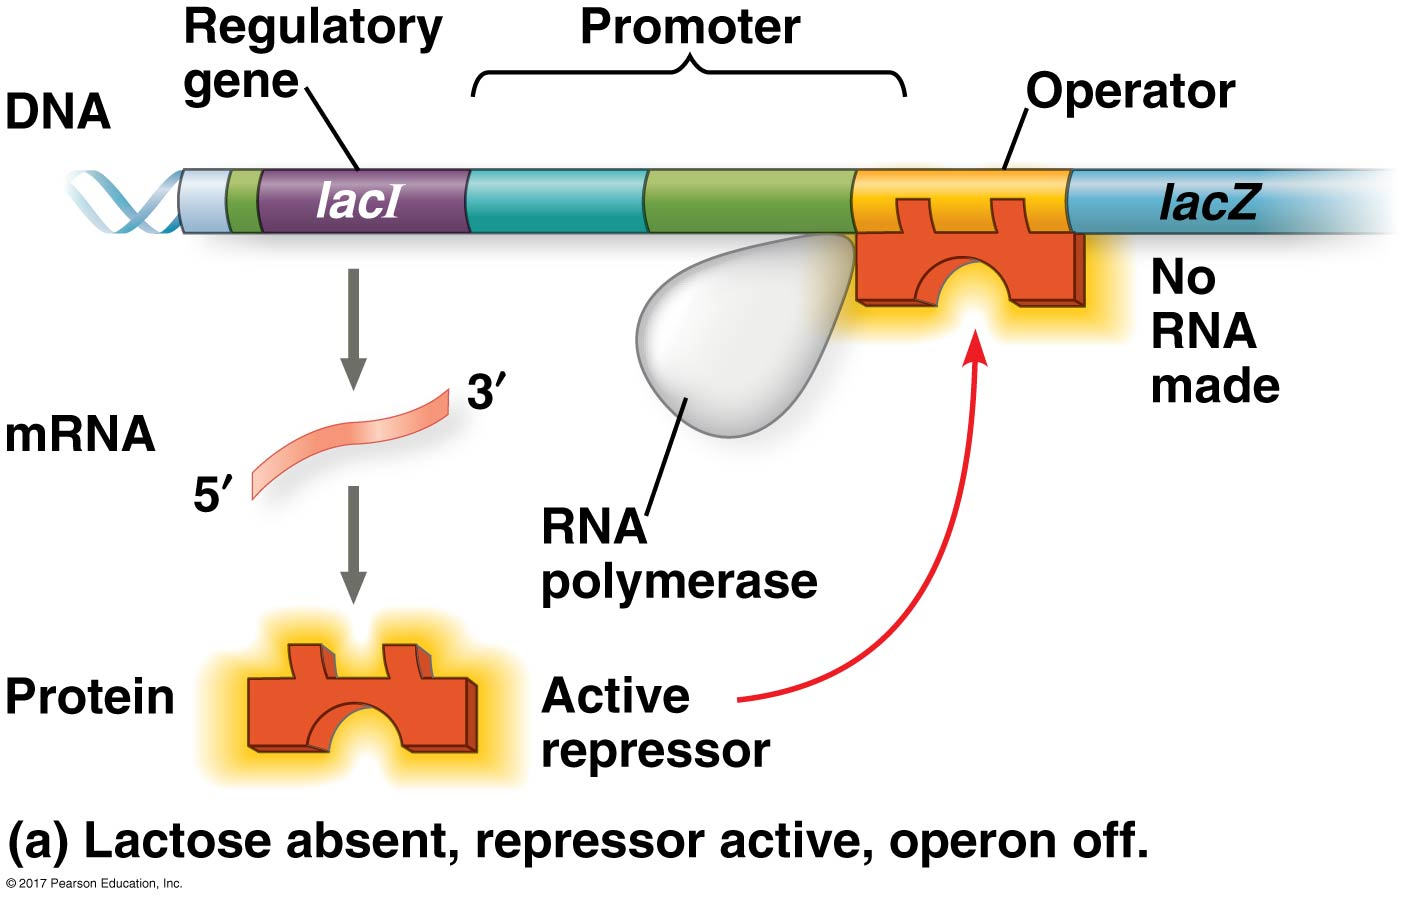 Regulatory
gene
Promoter
Operator
DNA
lacI
lacZ
No
RNA
made
3′
mRNA
5′
RNA
polymerase
Protein
Active
repressor
(a) Lactose absent, repressor active, operon off.
© 2017 Pearson Education, Inc.